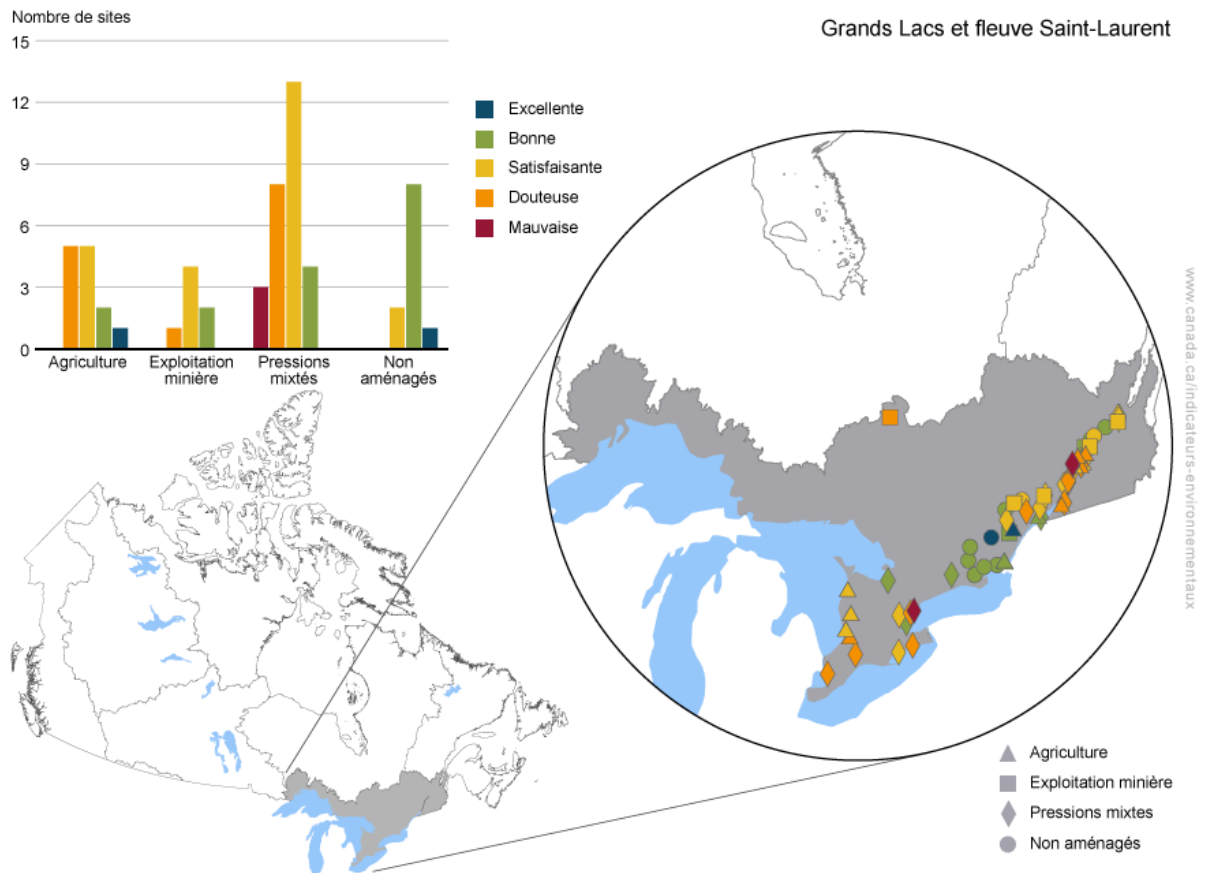 Nombre de sites
Grands Lacs et fleuve Saint-Laurent
15
12
9
6
3
0
Agriculture
Exploitation
minière
Pressions
mixtés
Non
aménagés
Excellente
Bonne
Satisfaisante
Douteuse
Mauvaise
www.canada.ca/indicateurs-environnementaux
Agriculture
Exploitation minière
Pressions mixtes
Non aménagés